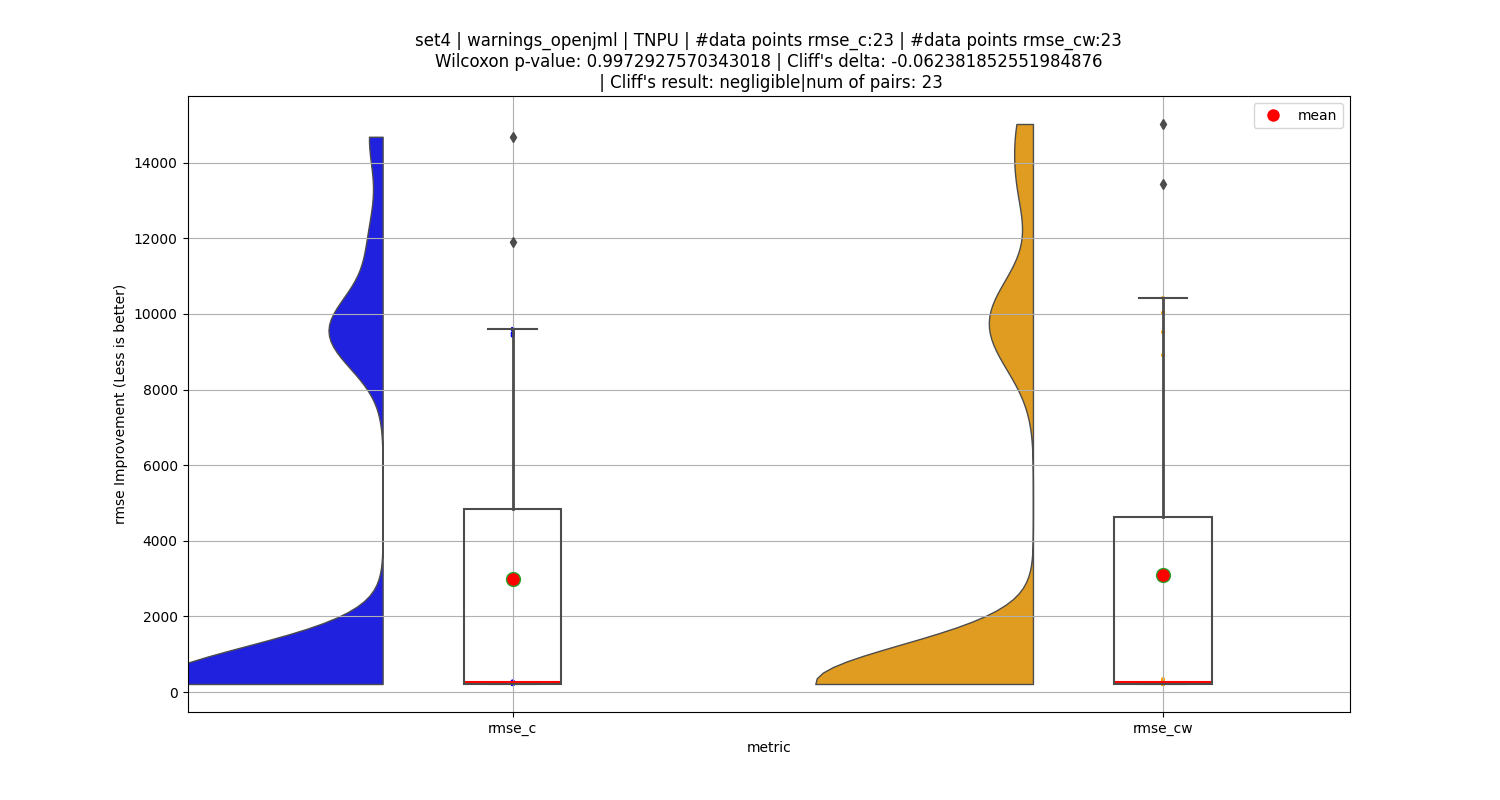 set4 | warnings_openjml | TNPU | #data points rmse_c:23 | #data points rmse_cw:23
Wilcoxon p-value: 0.9972927570343018 | Cliff's delta: -0.062381852551984876
| Cliff's result: negligible|num of pairs: 23
mean
14000
12000
10000
8000
6000
4000
2000
0
rmse Improvement (Less is better)
rmse_c
rmse_cw
metric